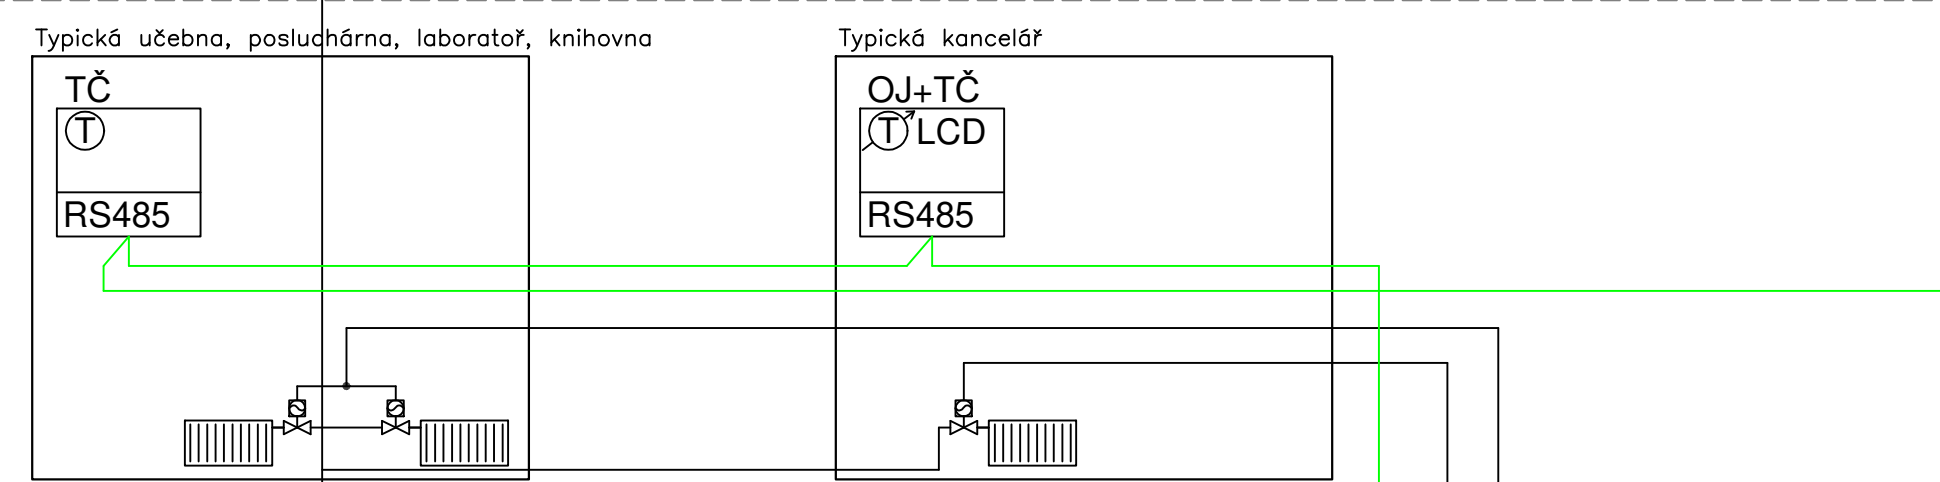 Typická učebna, posluchárna, laboratoř, knihovna
TČ
T
RS485
Typická kancelář
OJ+TČ
T LCD
RS485